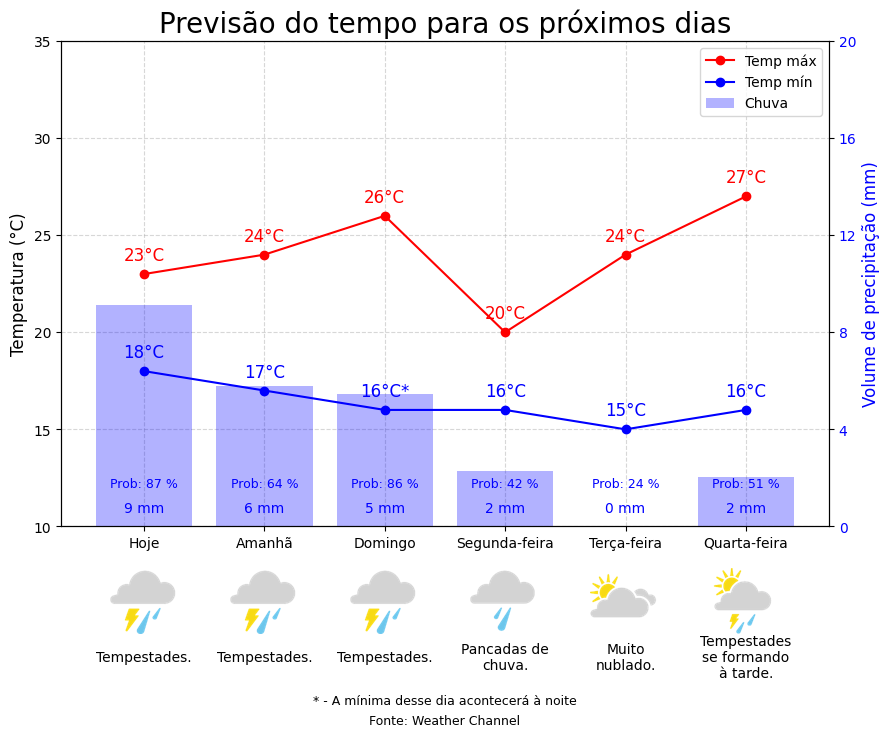 Previsão do tempo para os próximos dias
35
30
25
20
15
10
Temperatura (°C)
20
16
12
8
4
0
Volume de precipitação (mm)
Temp máx
Temp mín
Chuva
23°C
24°C
26°C
20°C
24°C
27°C
18°C
17°C
16°C*
16°C
15°C
16°C
Prob: 87 %
Prob: 64 %
Prob: 86 %
Prob: 42 %
Prob: 24 %
Prob: 51 %
9 mm
6 mm
5 mm
2 mm
0 mm
2 mm
Hoje
Amanhã
Domingo
Segunda-feira
Terça-feira
Quarta-feira
Tempestades.
Tempestades.
Tempestades.
Pancadas de
chuva.
Muito
nublado.
Tempestades
se formando
à tarde.
* - A mínima desse dia acontecerá à noite
Fonte: Weather Channel